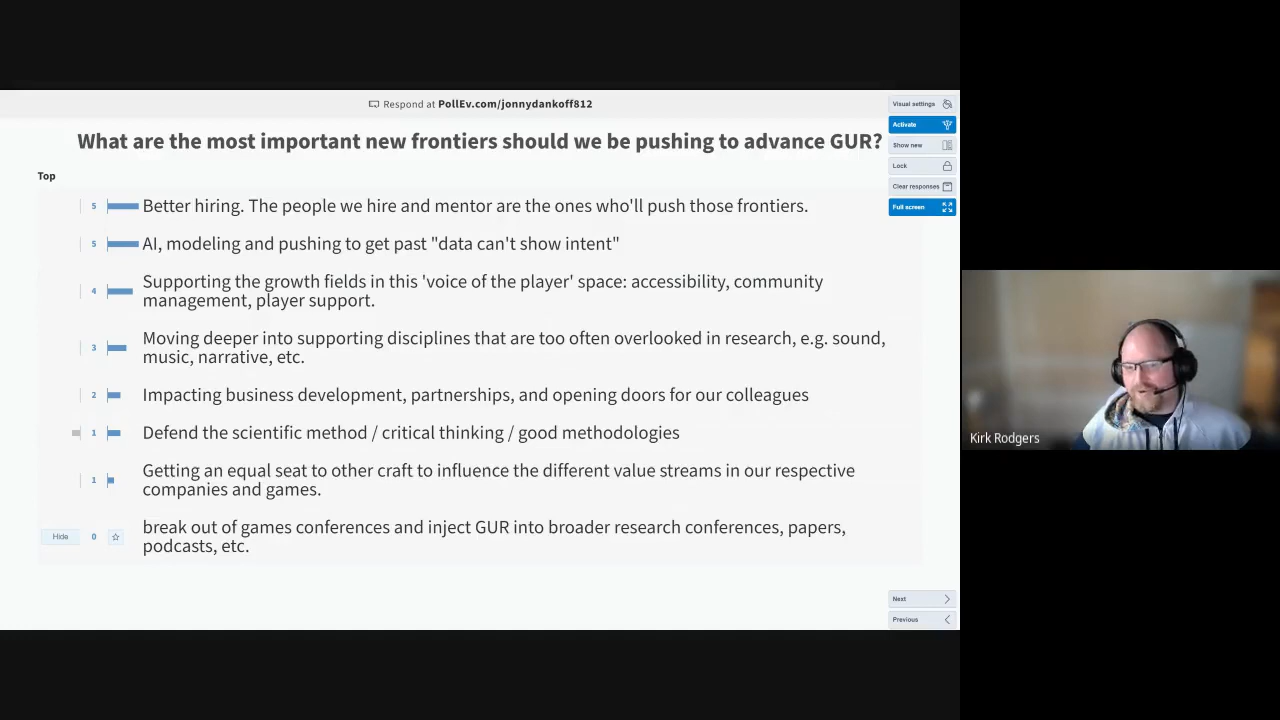 Respond at PollEv.com/jonnydankoff812
Visual settings
What are the most important new frontiers should we be pushing to advance GUR?
Activate
Show new
Top
Lock
Clear responses
5 Better hiring. The people we hire and mentor are the ones who'll push those frontiers.
Full screen
5 AI, modeling and pushing to get past "data can't show intent"
4 Supporting the growth fields in this 'voice of the player' space: accessibility, community
management, player support.
3 Moving deeper into supporting disciplines that are too often overlooked in research, e.g. sound,
music, narrative, etc.
2 Impacting business development, partnerships, and opening doors for our colleagues
1 Defend the scientific method / critical thinking / good methodologies
Kirk Rodgers
1 Getting an equal seat to other craft to influence the different value streams in our respective
companies and games.
Hide 0 break out of games conferences and inject GUR into broader research conferences, papers,
podcasts, etc.
Next
Previous